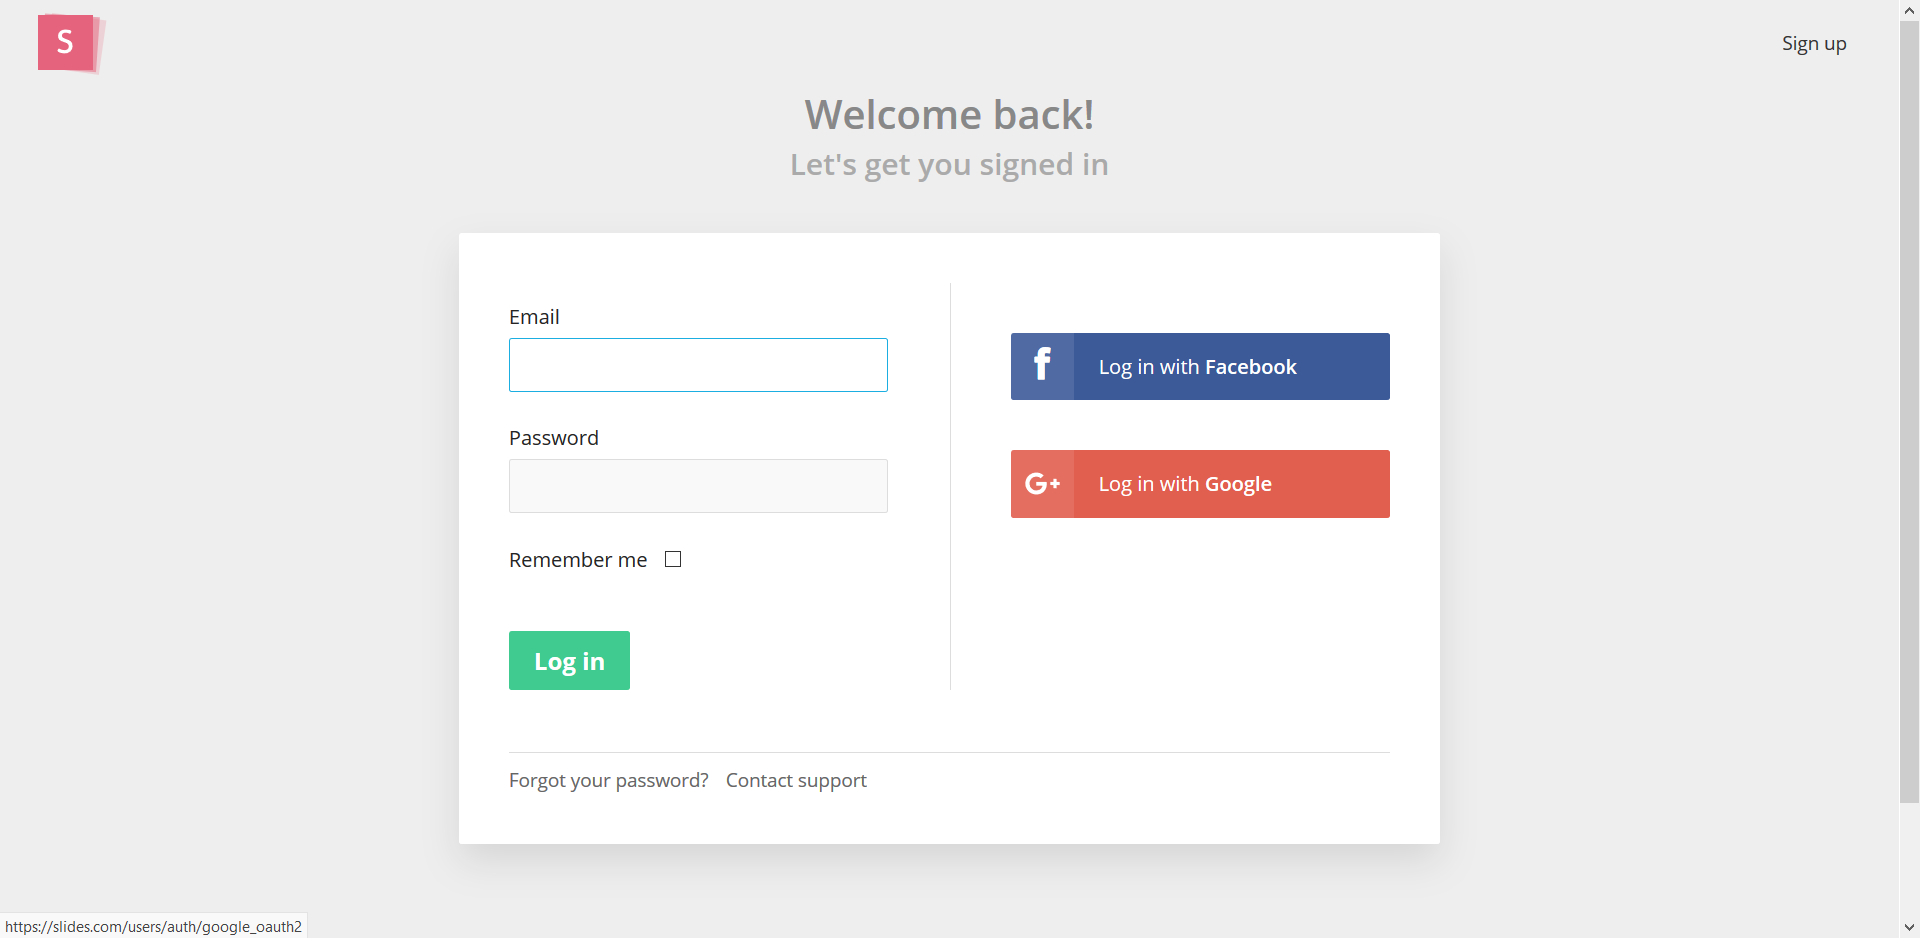 S
Sign up
Welcome back!
Let's get you signed in
Email
Password
Remember me
Log in
f
Log in with Facebook
G+
Log in with Google
Forgot your password? Contact support
https://slides.com/users/auth/google_oauth2